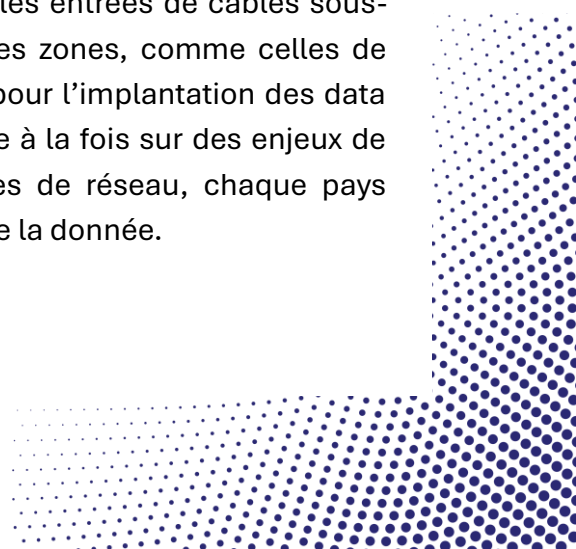 les entrées de câbles sous-
es zones, comme celles de
pour l’implantation des data
e à la fois sur des enjeux de
es de réseau, chaque pays
e la donnée.